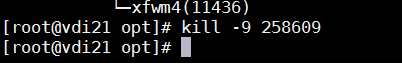 └─xfwm4(11436)
[root@vdi21 opt]# kill -9 258609
[root@vdi21 opt]#